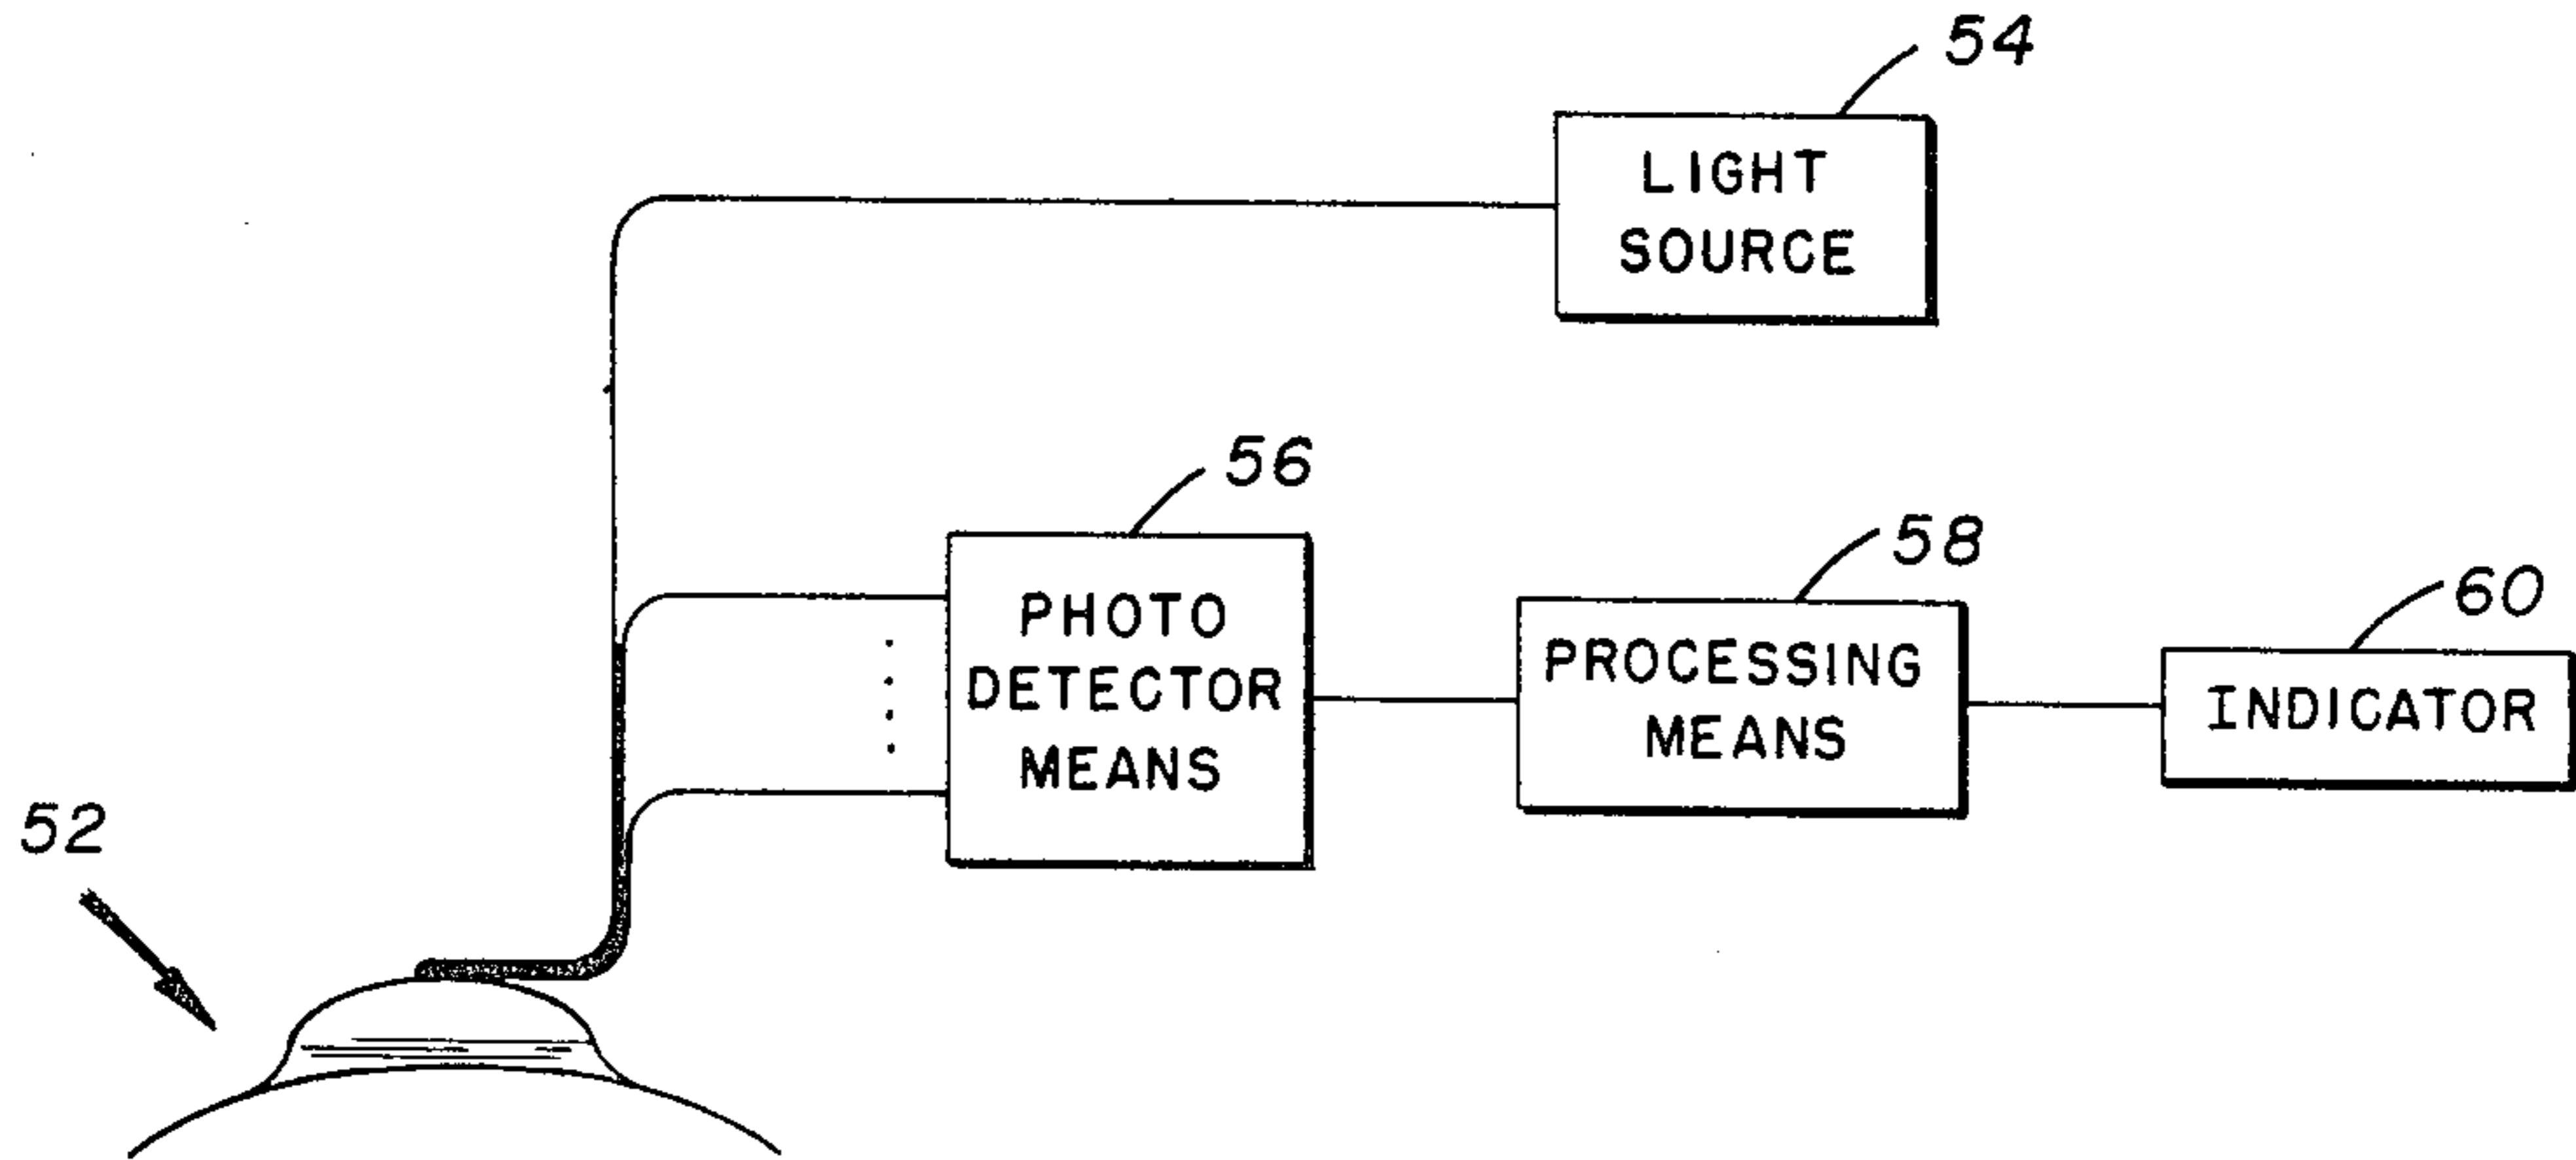 54
LIGHT
SOURCE
56
PHOTO
DETECTOR
MEANS
58
PROCESSING
MEANS
60
INDICATOR
52